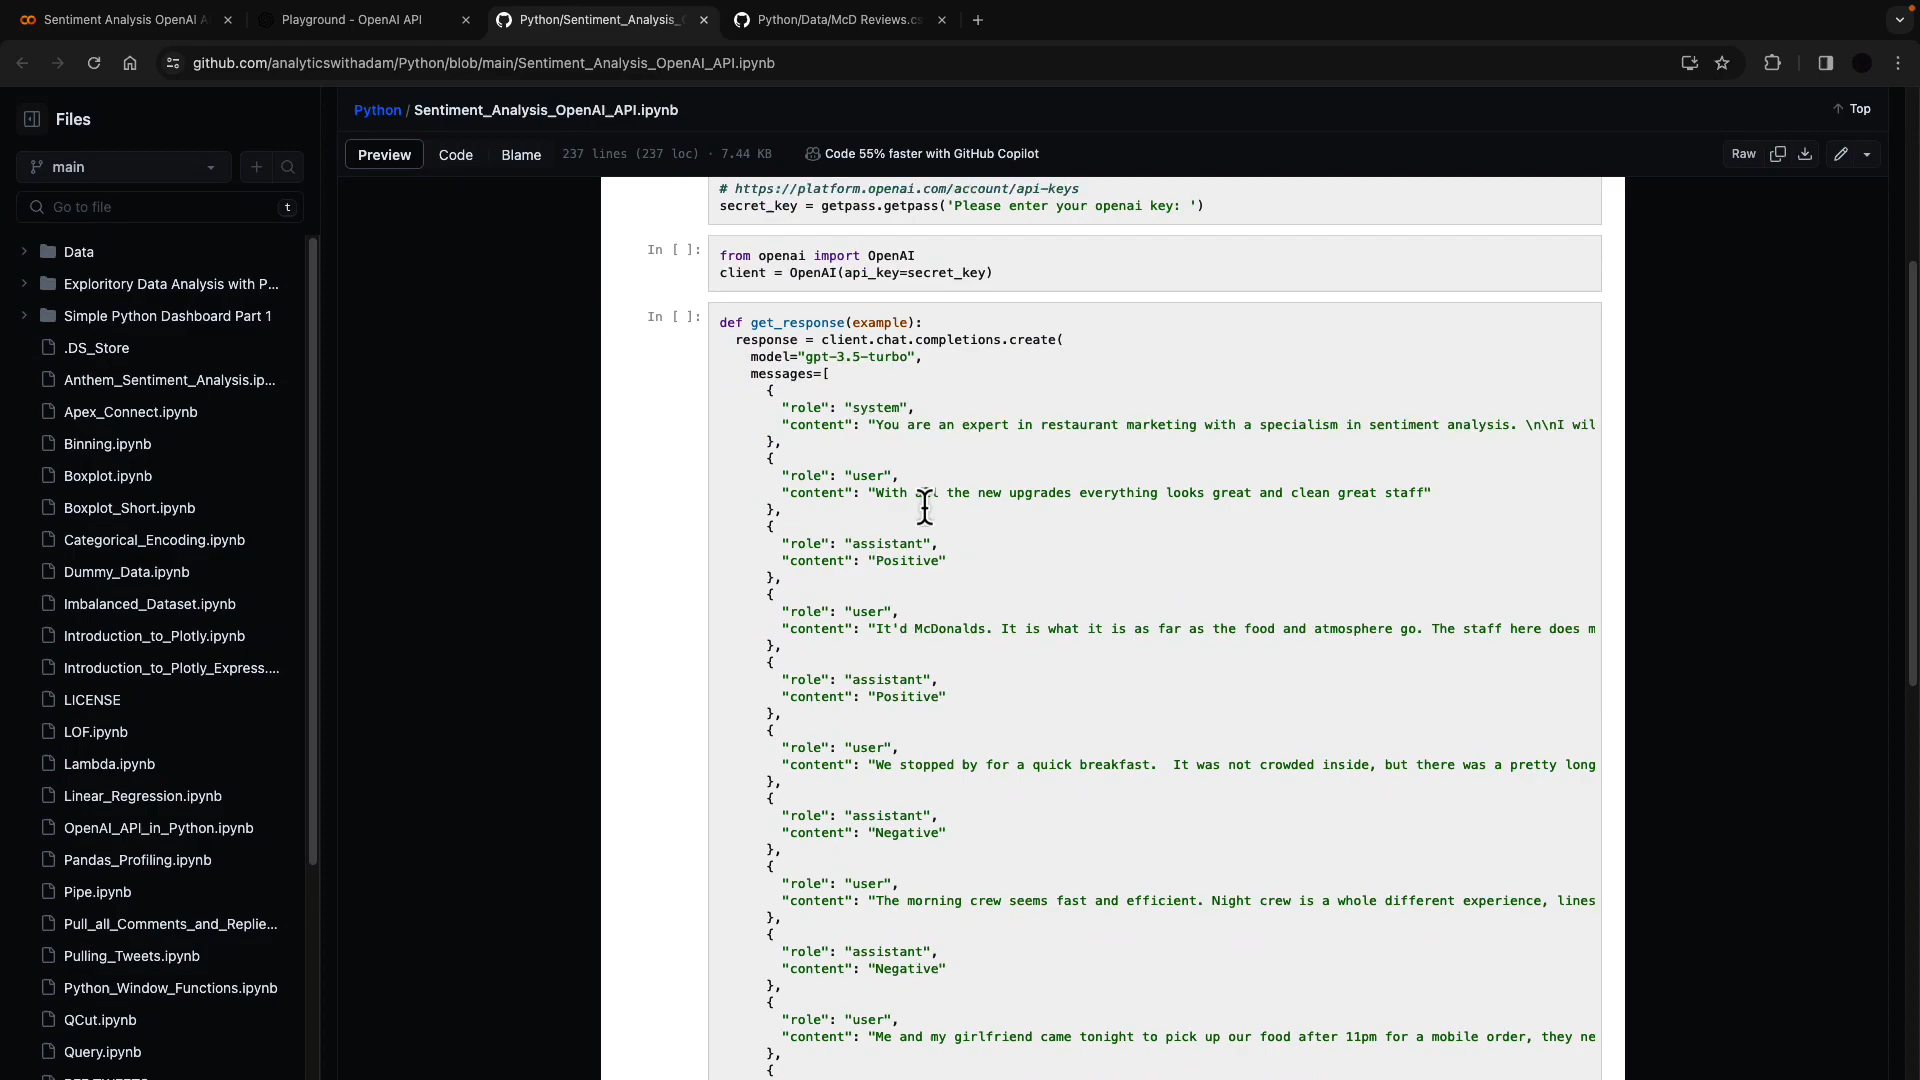 Sentiment Analysis OpenAI A
Playground - OpenAI API
Python/Sentiment_Analysis_
Python/Data/McD Reviews.cs
github.com/analyticswithadam/Python/blob/main/Sentiment_Analysis_OpenAI_API.ipynb
Files
Python / Sentiment_Analysis_OpenAI_API.ipynb
Top
main
Preview
Code
Blame
237 lines (237 loc) · 7.44 KB
Code 55% faster with GitHub Copilot
Raw
Go to file
t
Data
Exploritory Data Analysis with P...
Simple Python Dashboard Part 1
.DS_Store
Anthem_Sentiment_Analysis.ip...
Apex_Connect.ipynb
Binning.ipynb
Boxplot.ipynb
Boxplot_Short.ipynb
Categorical_Encoding.ipynb
Dummy_Data.ipynb
Imbalanced_Dataset.ipynb
Introduction_to_Plotly.ipynb
Introduction_to_Plotly_Express....
LICENSE
LOF.ipynb
Lambda.ipynb
Linear_Regression.ipynb
OpenAI_API_in_Python.ipynb
Pandas_Profiling.ipynb
Pipe.ipynb
Pull_all_Comments_and_Replie...
Pulling_Tweets.ipynb
Python_Window_Functions.ipynb
QCut.ipynb
Query.ipynb
# https://platform.openai.com/account/api-keys
secret_key = getpass.getpass('Please enter your openai key: ')
In [ ]:
from openai import OpenAI
client = OpenAI(api_key=secret_key)
In [ ]:
def get_response(example):
response = client.chat.completions.create(
model="gpt-3.5-turbo",
messages=[
{
"role": "system",
"content": "You are an expert in restaurant marketing with a specialism in sentiment analysis. \n\nI wil
},
{
"role": "user",
"content": "With the new upgrades everything looks great and clean great staff"
},
{
"role": "assistant",
"content": "Positive"
},
{
"role": "user",
"content": "It'd McDonalds. It is what it is as far as the food and atmosphere go. The staff here does m
},
{
"role": "assistant",
"content": "Positive"
},
{
"role": "user",
"content": "We stopped by for a quick breakfast.  It was not crowded inside, but there was a pretty long
},
{
"role": "assistant",
"content": "Negative"
},
{
"role": "user",
"content": "The morning crew seems fast and efficient. Night crew is a whole different experience, lines
},
{
"role": "assistant",
"content": "Negative"
},
{
"role": "user",
"content": "Me and my girlfriend came tonight to pick up our food after 11pm for a mobile order, they ne
},
{